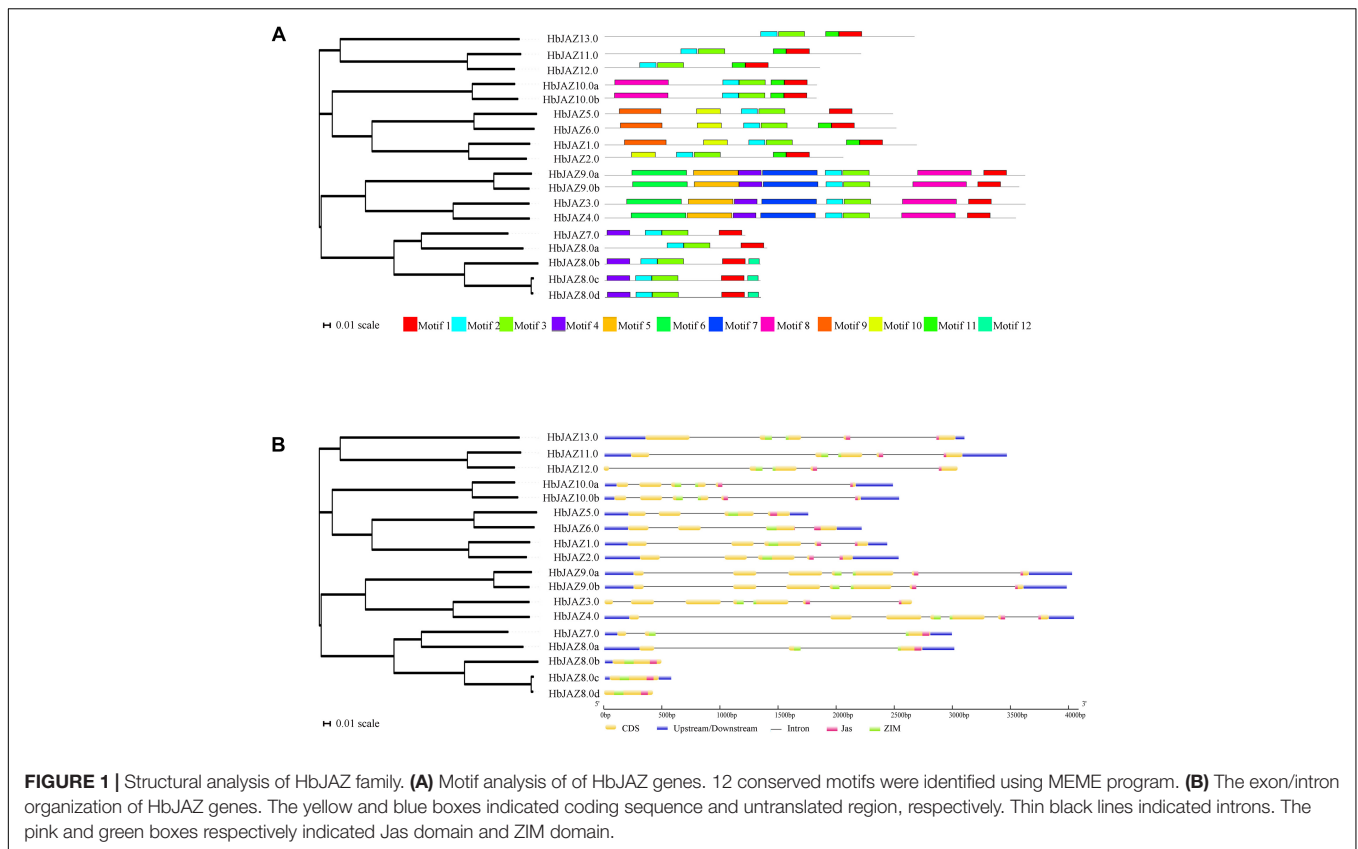 A
HbJAZ13.0
HbJAZ11.0
HbJAZ12.0
HbJAZ10.0a
HbJAZ10.0b
HbJAZ5.0
HbJAZ6.0
HbJAZ1.0
HbJAZ2.0
HbJAZ9.0a
HbJAZ9.0b
HbJAZ3.0
HbJAZ4.0
HbJAZ7.0
HbJAZ8.0a
HbJAZ8.0b
HbJAZ8.0c
HbJAZ8.0d
0.01 scale Motif 1 Motif 2 Motif 3 Motif 4 Motif 5 Motif 6 Motif 7 Motif 8 Motif 9 Motif 10 Motif 11 Motif 12
B
HbJAZ13.0
HbJAZ11.0
HbJAZ12.0
HbJAZ10.0a
HbJAZ10.0b
HbJAZ5.0
HbJAZ6.0
HbJAZ1.0
HbJAZ2.0
HbJAZ9.0a
HbJAZ9.0b
HbJAZ3.0
HbJAZ4.0
HbJAZ7.0
HbJAZ8.0a
HbJAZ8.0b
HbJAZ8.0c
HbJAZ8.0d
5' 3'
0bp 500bp 1000bp 1500bp 2000bp 2500bp 3000bp 3500bp 4000bp
0.01 scale CDS Upstream/Downstream Intron Jas ZIM
FIGURE 1 | Structural analysis of HbJAZ family. (A) Motif analysis of of HbJAZ genes. 12 conserved motifs were identified using MEME program. (B) The exon/intron
organization of HbJAZ genes. The yellow and blue boxes indicated coding sequence and untranslated region, respectively. Thin black lines indicated introns. The
pink and green boxes respectively indicated Jas domain and ZIM domain.